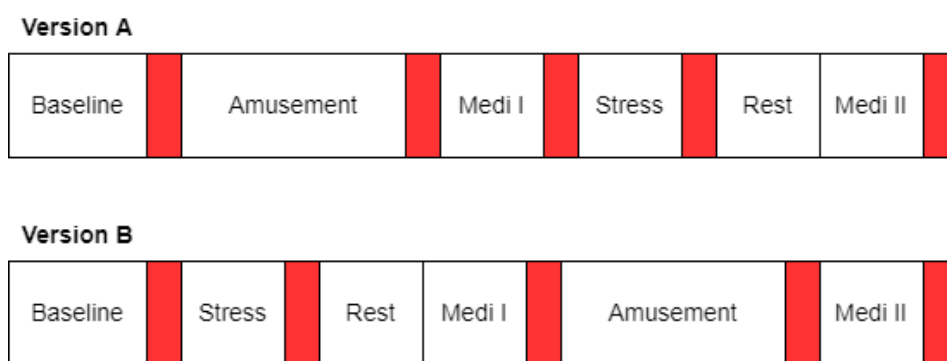 Version A
Baseline Amusement Medi I Stress Rest Medi II
Version B
Baseline Stress Rest Medi I Amusement Medi II